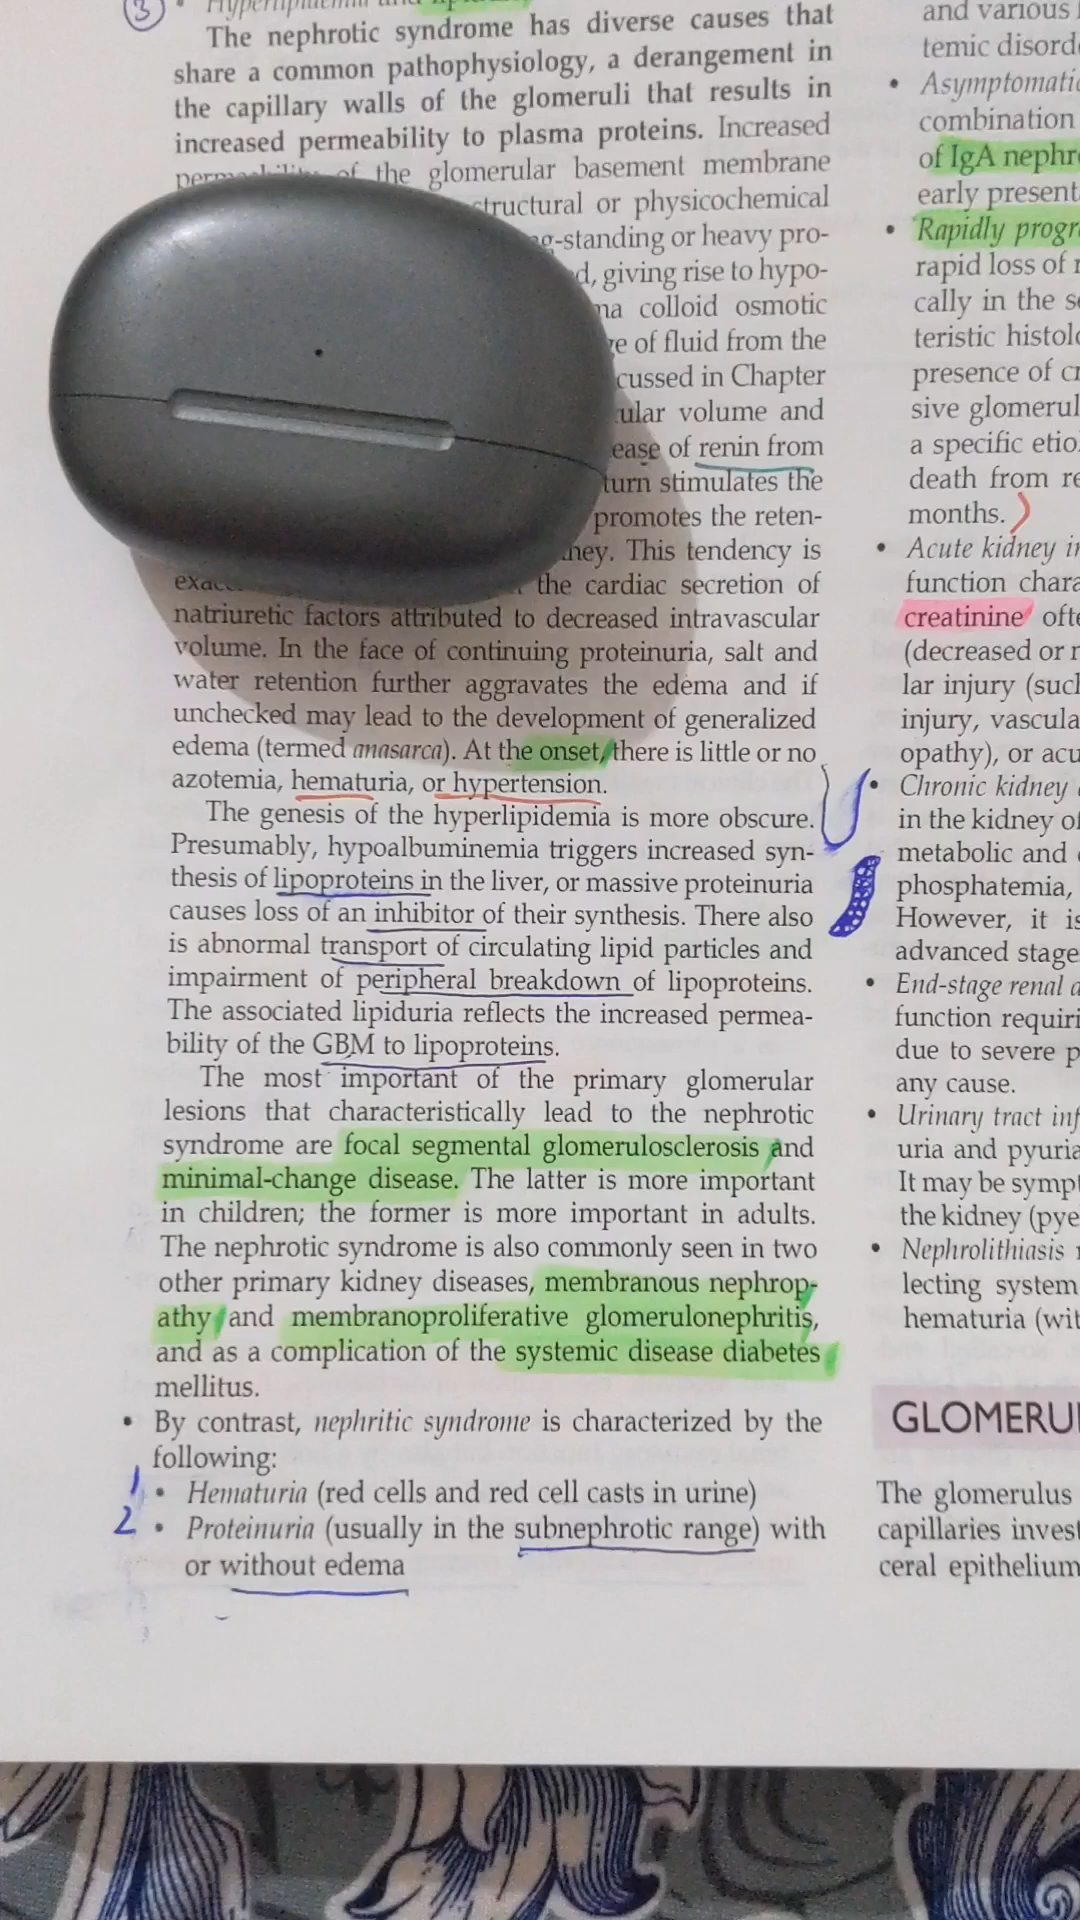 3
• Hyperlipidemia and
The nephrotic syndrome has diverse causes that
share a common pathophysiology, a derangement in
the capillary walls of the glomeruli that results in
increased permeability to plasma proteins. Increased
of the glomerular basement membrane
structural or physicochemical
-standing or heavy pro-
giving rise to hypo-
colloid osmotic
of fluid from the
cussed in Chapter
volume and
of renin from
turn stimulates the
promotes the reten-
This tendency is
the cardiac secretion of
natriuretic factors attributed to decreased intravascular
volume. In the face of continuing proteinuria, salt and
water retention further aggravates the edema and if
unchecked may lead to the development of generalized
edema (termed anasarca). At the onset, there is little or no
azotemia, hematuria, or hypertension.
The genesis of the hyperlipidemia is more obscure.
Presumably, hypoalbuminemia triggers increased syn-
thesis of lipoproteins in the liver, or massive proteinuria
causes loss of an inhibitor of their synthesis. There also
is abnormal transport of circulating lipid particles and
impairment of peripheral breakdown of lipoproteins.
The associated lipiduria reflects the increased permea-
bility of the GBM to lipoproteins.
The most important of the primary glomerular
lesions that characteristically lead to the nephrotic
syndrome are focal segmental glomerulosclerosis and
minimal-change disease. The latter is more important
in children; the former is more important in adults.
The nephrotic syndrome is also commonly seen in two
other primary kidney diseases, membranous nephrop-
athy and membranoproliferative glomerulonephritis,
and as a complication of the systemic disease diabetes
mellitus.
• By contrast, nephritic syndrome is characterized by the
following:
1 • Hematuria (red cells and red cell casts in urine)
2 • Proteinuria (usually in the subnephrotic range) with
or without edema
and various
temic disord
• Asymptomatic
combination
of IgA nephr
early present
• Rapidly progr
rapid loss of
cally in the s
teristic histol
presence of cr
sive glomerul
a specific etio
death from re
months.
• Acute kidney in
function chara
creatinine ofte
(decreased or
lar injury (such
injury, vascula
opathy), or acu
• Chronic kidney
in the kidney of
metabolic and
phosphatemia,
However, it is
advanced stage
• End-stage renal
function requiri
due to severe p
any cause.
• Urinary tract inf
uria and pyuria
It may be sympt
the kidney (pye
• Nephrolithiasis
lecting system
hematuria (wit
GLOMERU
The glomerulus
capillaries invest
ceral epithelium